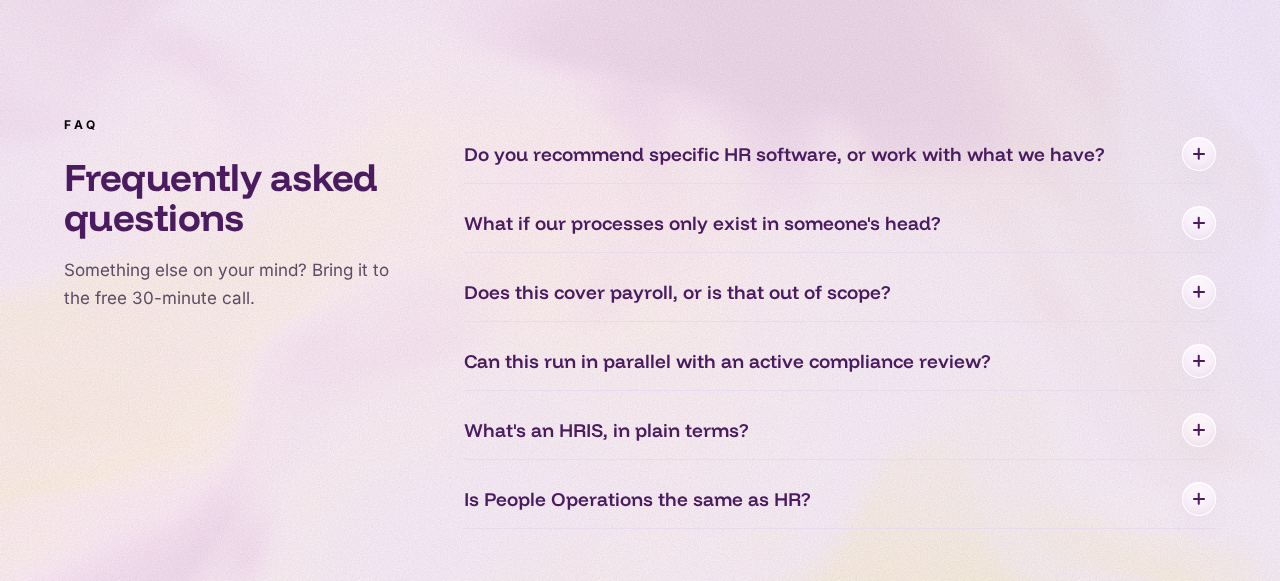 FAQ
Frequently asked
questions
Something else on your mind? Bring it to
the free 30-minute call.
Do you recommend specific HR software, or work with what we have?
What if our processes only exist in someone's head?
Does this cover payroll, or is that out of scope?
Can this run in parallel with an active compliance review?
What's an HRIS, in plain terms?
Is People Operations the same as HR?